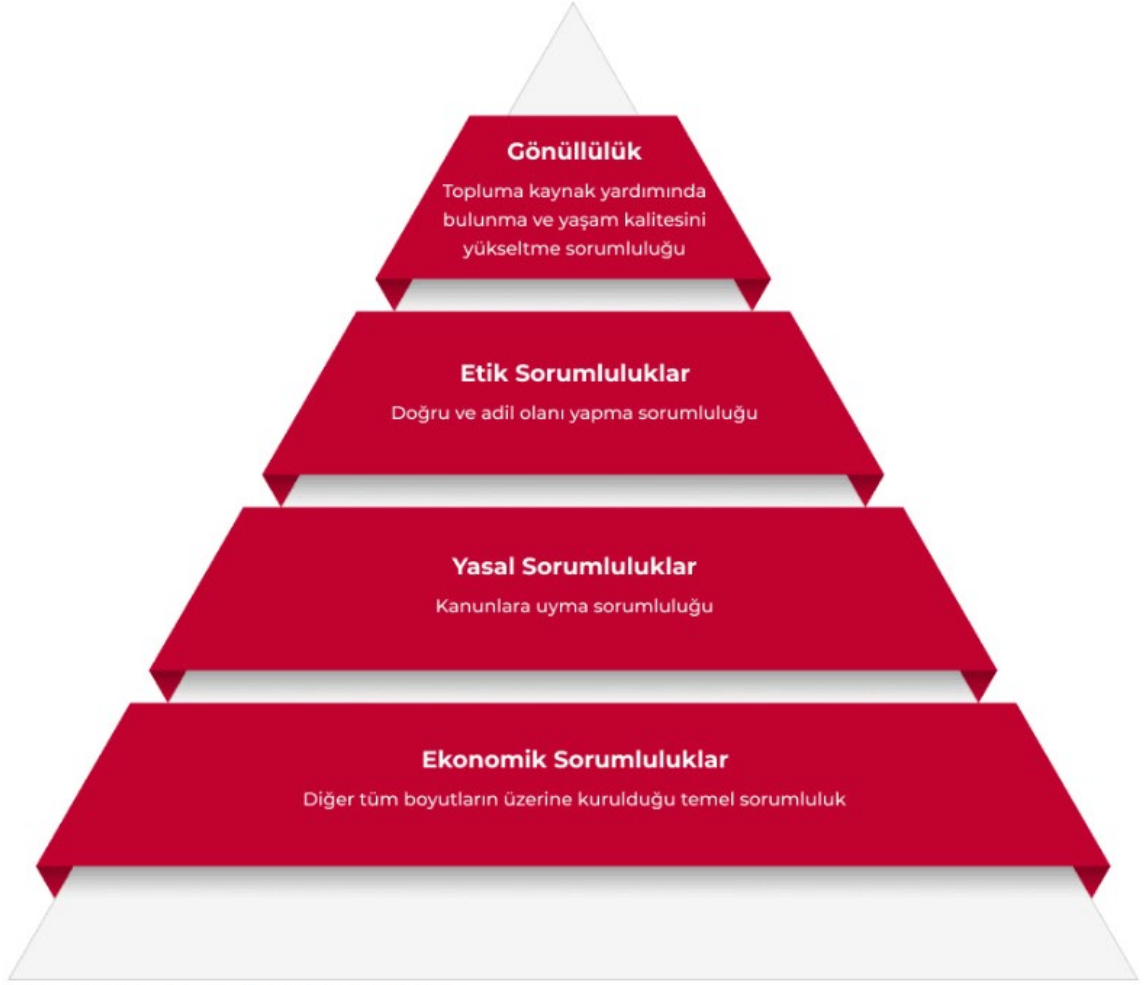 Gönüllülük
Topluma kaynak yardımında
bulunma ve yaşam kalitesini
yükseltme sorumluluğu
Etik Sorumluluklar
Doğru ve adil olanı yapma sorumluluğu
Yasal Sorumluluklar
Kanunlara uyma sorumluluğu
Ekonomik Sorumluluklar
Diğer tüm boyutların üzerine kurulduğu temel sorumluluk